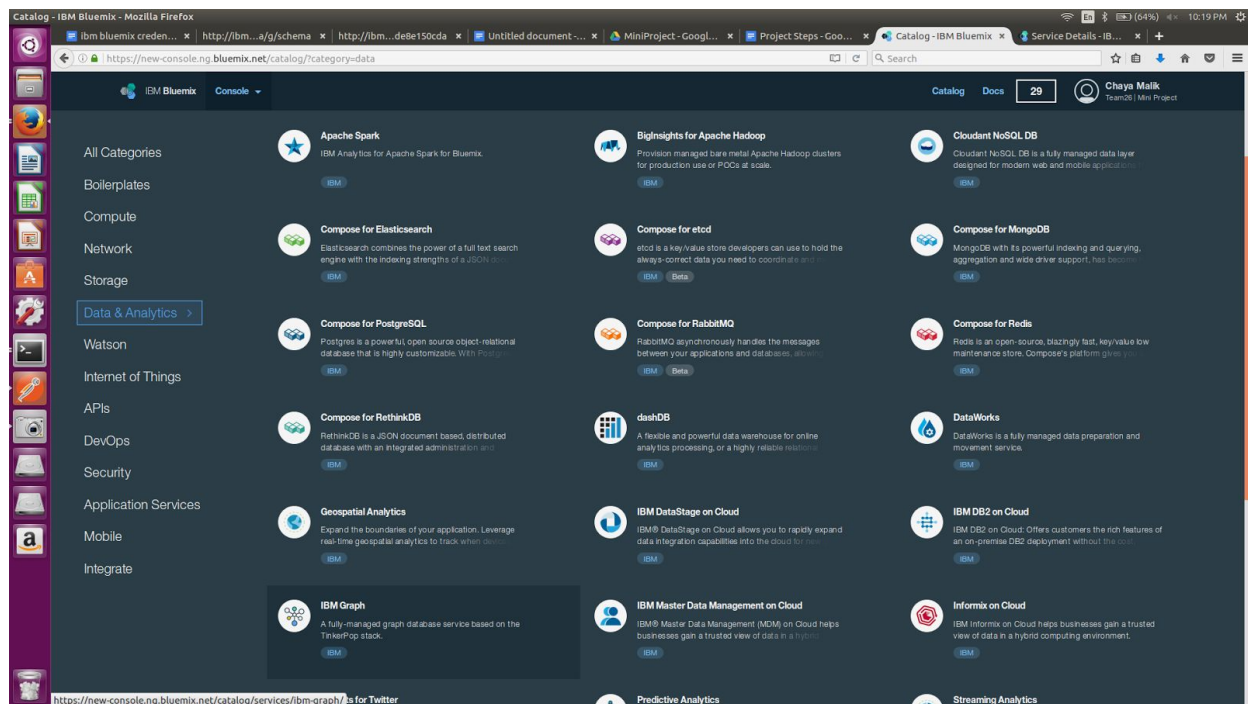 Catalog - IBM Bluemix - Mozilla Firefox
En (64%) 10:19 PM
ibm bluemix creden... × http://ibm...a/g/schema × http://ibm...de8e150cda × Untitled document -... × MiniProject - Googl... × Project Steps - Goo... × Catalog - IBM Bluemix × Service Details - IB... × +
https://new-console.ng.bluemix.net/catalog/?category=data
Search
IBM Bluemix Console
Catalog Docs 29 Chaya Malik
Team26 | Mini Project
All Categories
Boilerplates
Compute
Network
Storage
Data & Analytics >
Watson
Internet of Things
APIs
DevOps
Security
Application Services
Mobile
Integrate
Apache Spark
IBM Analytics for Apache Spark for Bluemix.
IBM
BigInsights for Apache Hadoop
Provision managed bare metal Apache Hadoop clusters
for production use or POCs at scale.
IBM
Cloudant NoSQL DB
Cloudant NoSQL DB is a fully managed data layer
designed for modern web and mobile applications
IBM
Compose for Elasticsearch
Elasticsearch combines the power of a full text search
engine with the indexing strengths of a JSON
IBM
Compose for etcd
etcd is a key/value store developers can use to hold the
always-correct data you need to coordinate and
IBM Beta
Compose for MongoDB
MongoDB with its powerful indexing and querying,
aggregation and wide driver support, has become
IBM
Compose for PostgreSQL
Postgres is a powerful, open source object-relational
database that is highly customizable. With
IBM
Compose for RabbitMQ
RabbitMQ asynchronously handles the messages
between your applications and databases, allowing
IBM Beta
Compose for Redis
Redis is an open-source, blazingly fast, key/value low
maintenance store. Compose's platform gives you
IBM
Compose for RethinkDB
RethinkDB is a JSON document based, distributed
database with an integrated administration and
IBM
dashDB
A flexible and powerful data warehouse for online
analytics processing, or a highly reliable
IBM
DataWorks
DataWorks is a fully managed data preparation and
movement service.
IBM
Geospatial Analytics
Expand the boundaries of your application. Leverage
real-time geospatial analytics to track when
IBM
IBM DataStage on Cloud
IBM® DataStage on Cloud allows you to rapidly expand
data integration capabilities into the cloud for new
IBM
IBM DB2 on Cloud
IBM DB2 on Cloud: Offers customers the rich features of
an on-premise DB2 deployment without the cost
IBM
IBM Graph
A fully-managed graph database service based on the
TinkerPop stack.
IBM
IBM Master Data Management on Cloud
IBM® Master Data Management (MDM) on Cloud helps
businesses gain a trusted view of data in a hybrid
IBM
Informix on Cloud
IBM Informix on Cloud helps businesses gain a trusted
view of data in a hybrid computing environment.
IBM
https://new-console.ng.bluemix.net/catalog/services/ibm-graph/
ts for Twitter
Predictive Analytics
Streaming Analytics